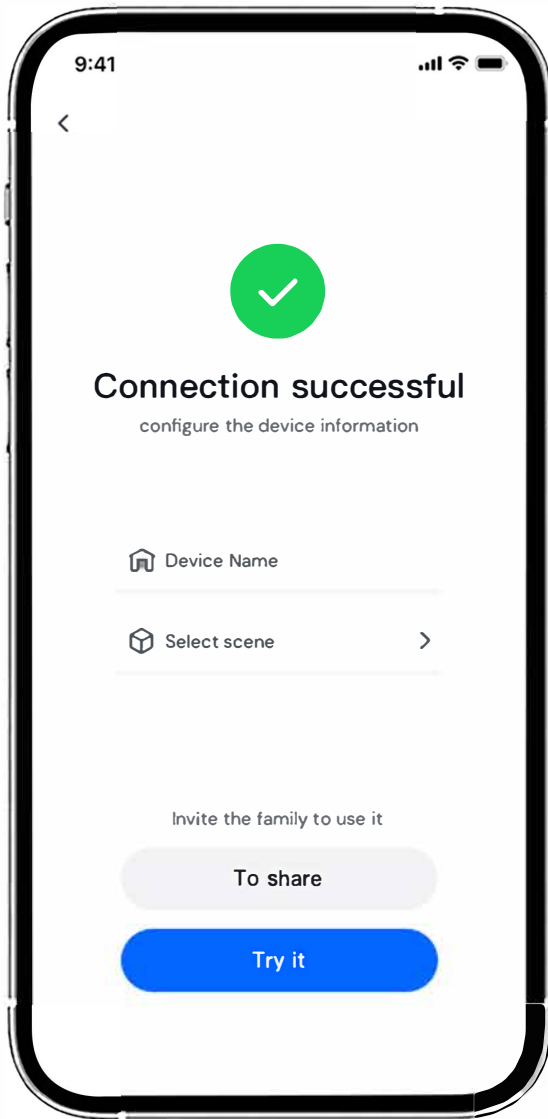 9:41
Connection successful
configure the device information
Device Name
Select scene
Invite the family to use it
To share
Try it